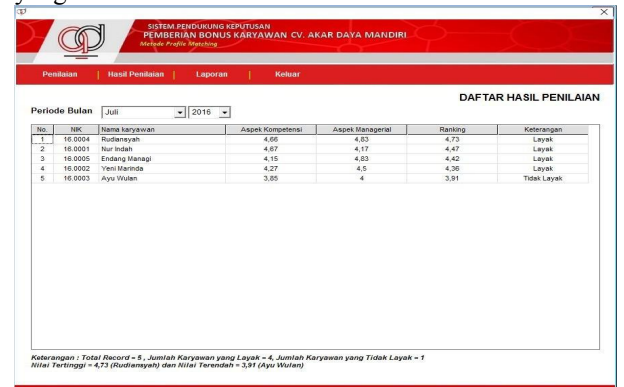 SISTEM PENDUKUNG KEPUTUSAN
PEMBERIAN BONUS KARYAWAN CV. AKAR DAYA MANDIRI
Metode Profile Matching
Penilaian | Hasil Penilaian | Laporan | Keluar
DAFTAR HASIL PENILAIAN
Periode Bulan Juli 2016
No. NIK Nama karyawan Aspek Kompetensi Aspek Managerial Ranking Keterangan
1 16.0004 Rudiansyah 4,66 4,83 4,73 Layak
2 16.0001 Nur Indah 4,67 4,17 4,47 Layak
3 16.0005 Endang Managi 4,15 4,83 4,42 Layak
4 16.0002 Yeni Marinda 4,27 4,5 4,36 Layak
5 16.0003 Ayu Wulan 3,85 4 3,91 Tidak Layak
Keterangan : Total Record = 5 , Jumlah Karyawan yang Layak = 4, Jumlah Karyawan yang Tidak Layak = 1
Nilai Tertinggi = 4,73 (Rudiansyah) dan Nilai Terendah = 3,91 (Ayu Wulan)